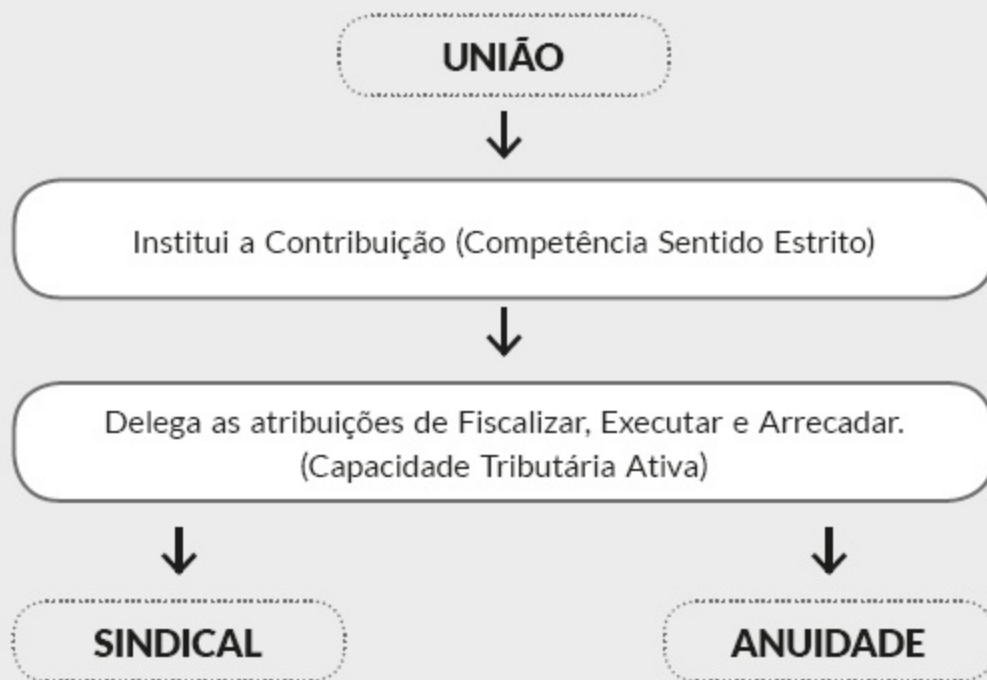 UNIÃO
Institui a Contribuição (Competência Sentido Estrito)
Delega as atribuições de Fiscalizar, Executar e Arrecadar.
(Capacidade Tributária Ativa)
SINDICAL
ANUIDADE